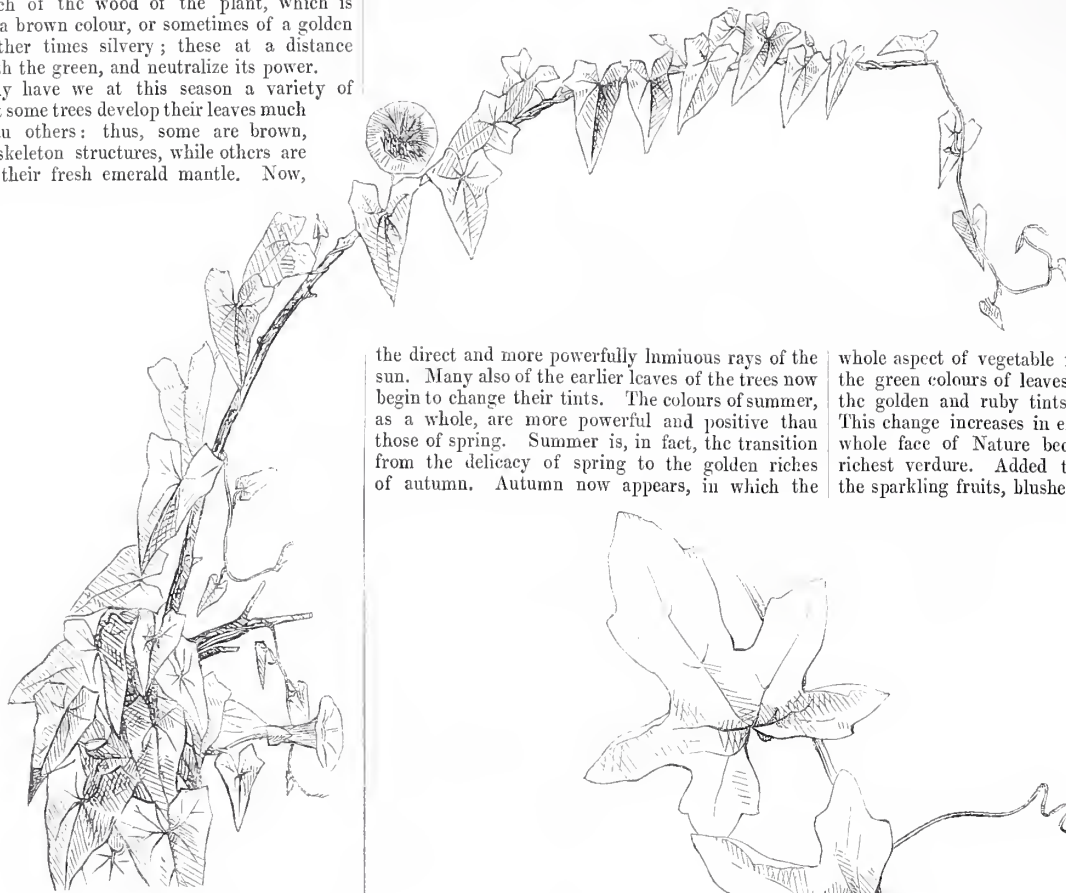 of the wood of the plant, which is
a brown colour, or sometimes of a golden
ther times silvery; these at a distance
h the green, and neutralize its power.
y have we at this season a variety of
some trees develop their leaves much
others: thus, some are brown,
skeleton structures, while others are
their fresh emerald mantle. Now,
the direct and more powerfully luminous rays of the
sun. Many also of the earlier leaves of the trees now
begin to change their tints. The colours of summer,
as a whole, are more powerful and positive than
those of spring. Summer is, in fact, the transition
from the delicacy of spring to the golden riches
of autumn. Autumn now appears, in which the
whole aspect of vegetable
the green colours of leaves
the golden and ruby tints
This change increases in e
whole face of Nature bec
richest verdure. Added t
the sparkling fruits, blushe